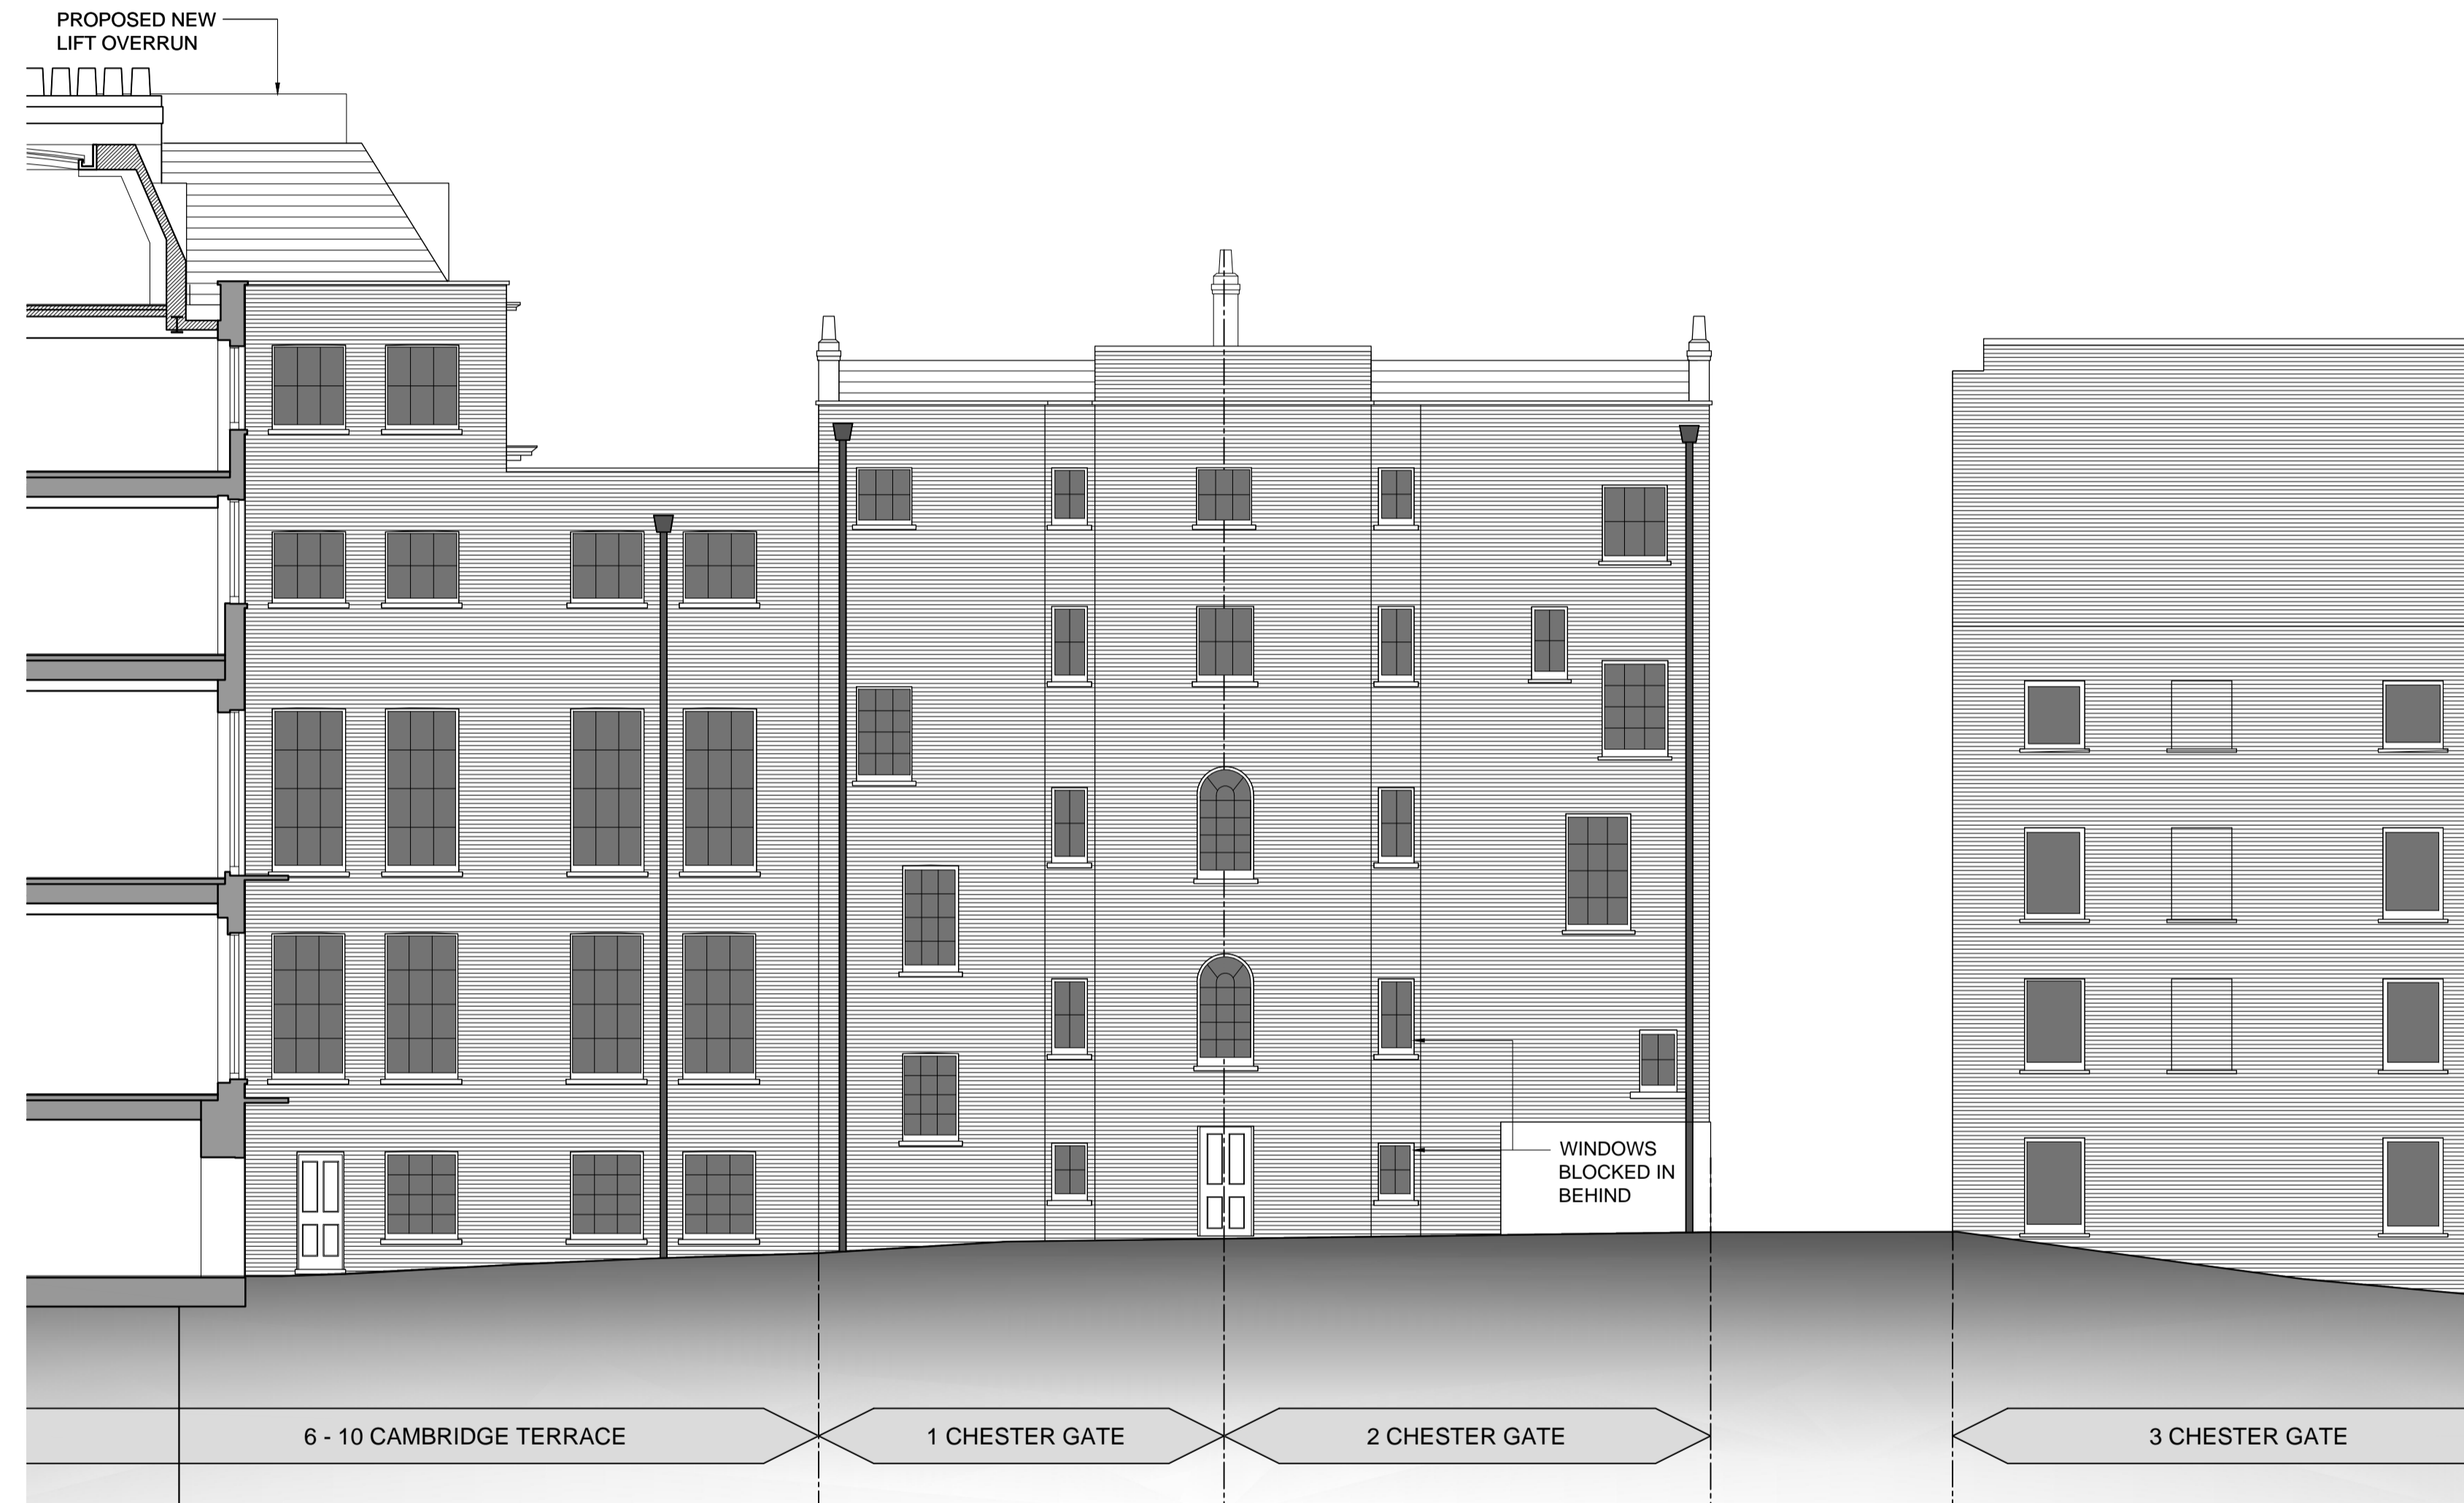 PROPOSED NEW
LIFT OVERRUN
WINDOWS
BLOCKED IN
BEHIND
6 - 10 CAMBRIDGE TERRACE
1 CHESTER GATE
2 CHESTER GATE
3 CHESTER GATE